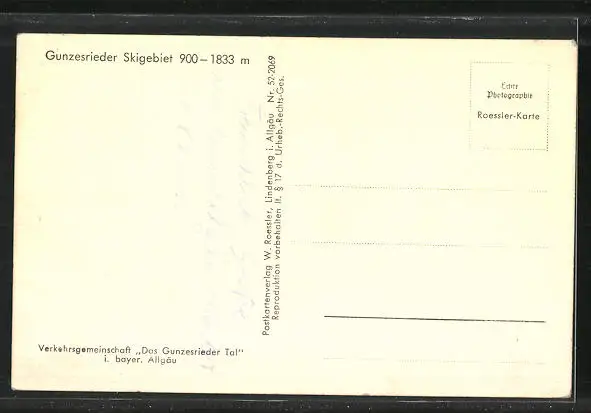 Gunzesrieder Skigebiet 900–1833 m
Verkehrsgemeinschaft „Das Gunzesrieder Tal"
i. bayer. Allgäu
Postkartenverlag W. Roessler, Lindenberg i. Allgäu Nr. 52-2069
Reproduktion vorbehalten lt. § 17 d. Urheb.-Rechts-Ges.
Echte
Photographie
Roessler-Karte